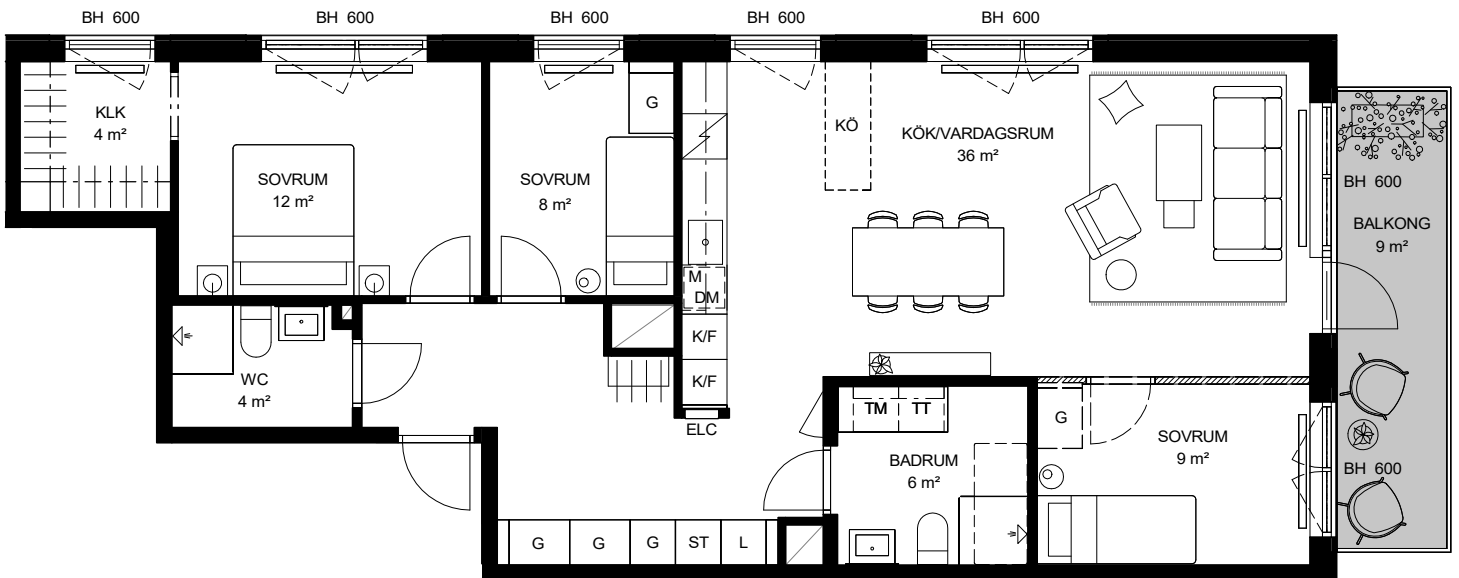 BH 600
BH 600
BH 600
BH 600
BH 600
KLK
4 m²
SOVRUM
12 m²
SOVRUM
8 m²
G
KÖ
KÖK/VARDAGSRUM
36 m²
BH 600
BALKONG
9 m²
M
DM
K/F
K/F
ELC
WC
4 m²
TM
TT
G
BADRUM
6 m²
SOVRUM
9 m²
BH 600
G
G
G
ST
L